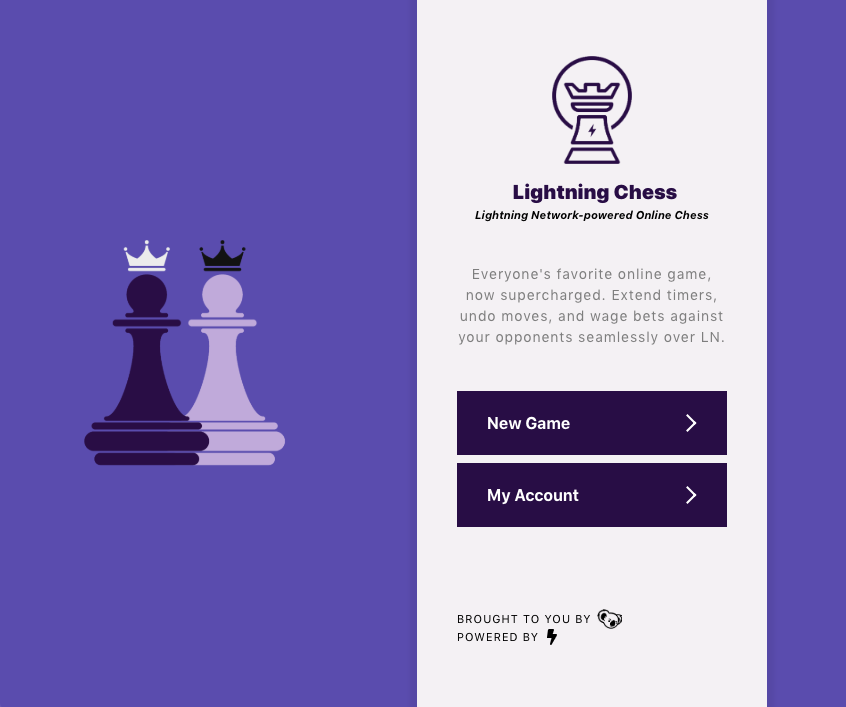 Lightning Chess
Lightning Network-powered Online Chess
Everyone's favorite online game,
now supercharged. Extend timers,
undo moves, and wage bets against
your opponents seamlessly over LN.
New Game
My Account
BROUGHT TO YOU BY
POWERED BY